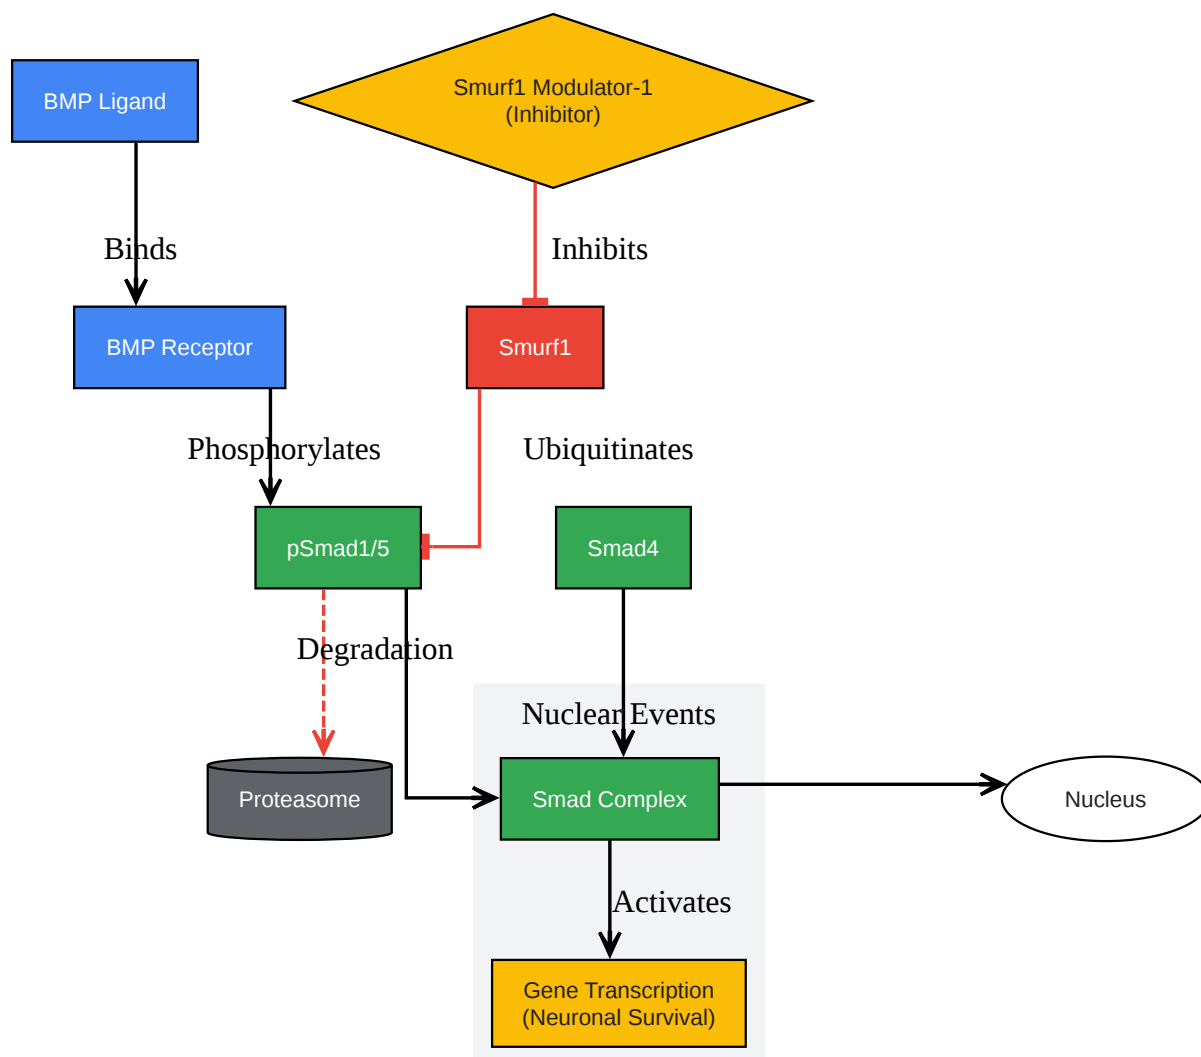 BMP Ligand
Smurf1 Modulator-1
(Inhibitor)
Binds
Inhibits
BMP Receptor
Smurf1
Phosphorylates
Ubiquitinates
pSmad1/5
Smad4
Degradation
Nuclear Events
Proteasome
Smad Complex
Nucleus
Activates
Gene Transcription
(Neuronal Survival)